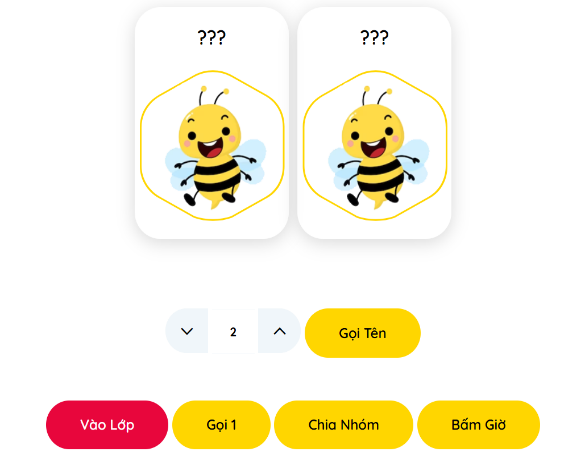 ??? ???
2 Gọi Tên
Vào Lớp Gọi 1 Chia Nhóm Bấm Giờ